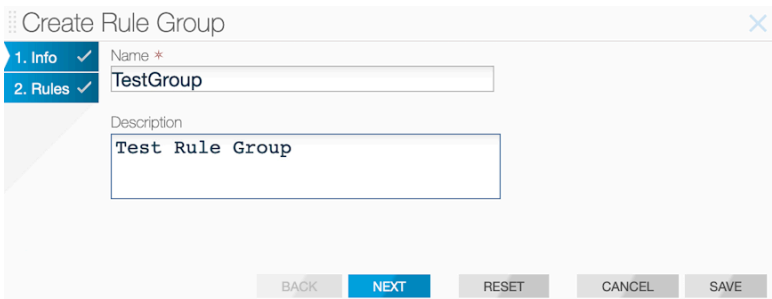 Create Rule Group
1. Info
Name *
TestGroup
2. Rules
Description
Test Rule Group
BACK NEXT RESET CANCEL SAVE